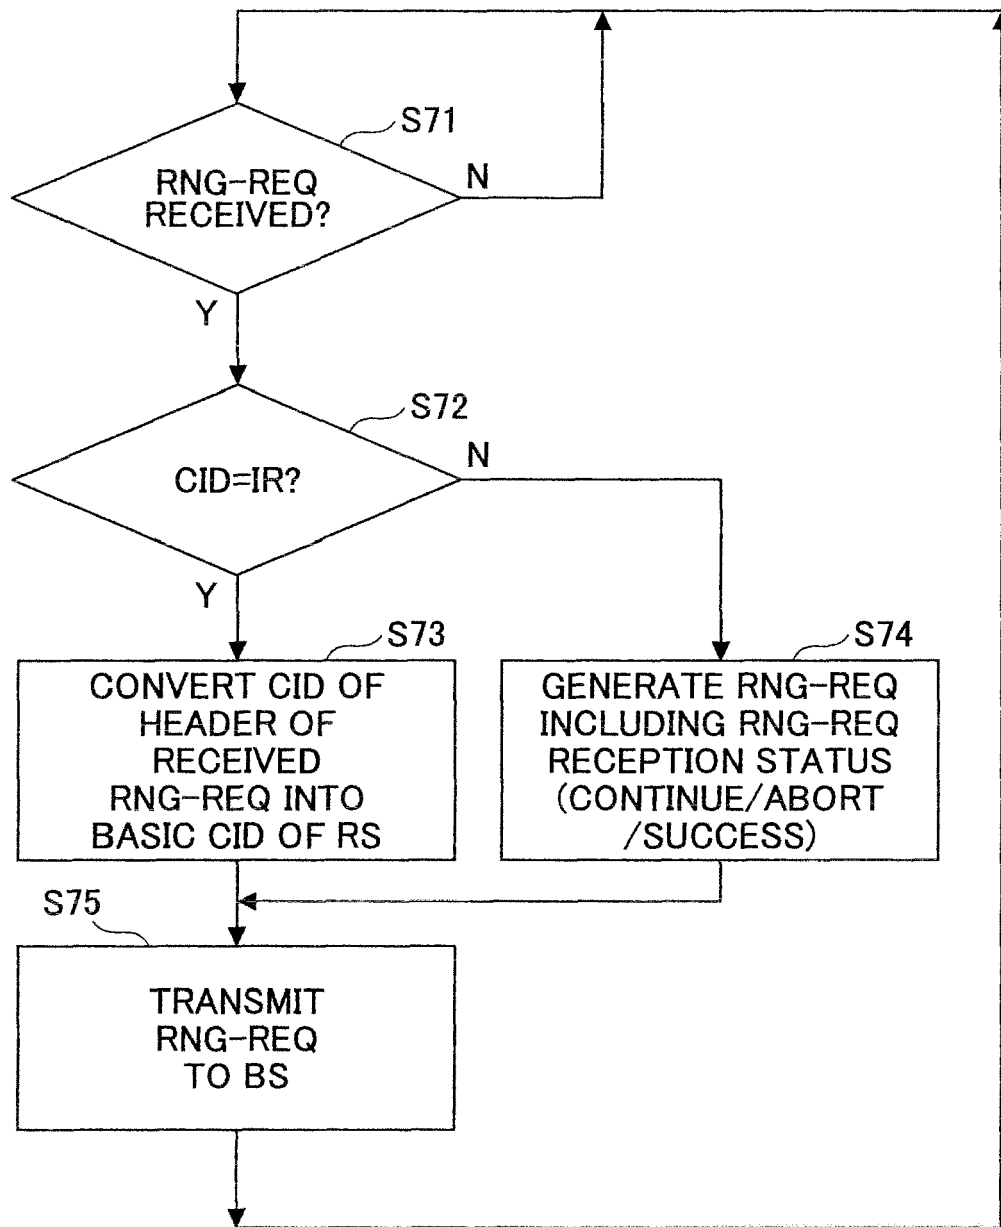 S71
RNG-REQ
RECEIVED?
N
Y
S72
CID=IR?
N
Y
S73
CONVERT CID OF
HEADER OF
RECEIVED
RNG-REQ INTO
BASIC CID OF RS
S74
GENERATE RNG-REQ
INCLUDING RNG-REQ
RECEPTION STATUS
(CONTINUE/ABORT
/SUCCESS)
S75
TRANSMIT
RNG-REQ
TO BS